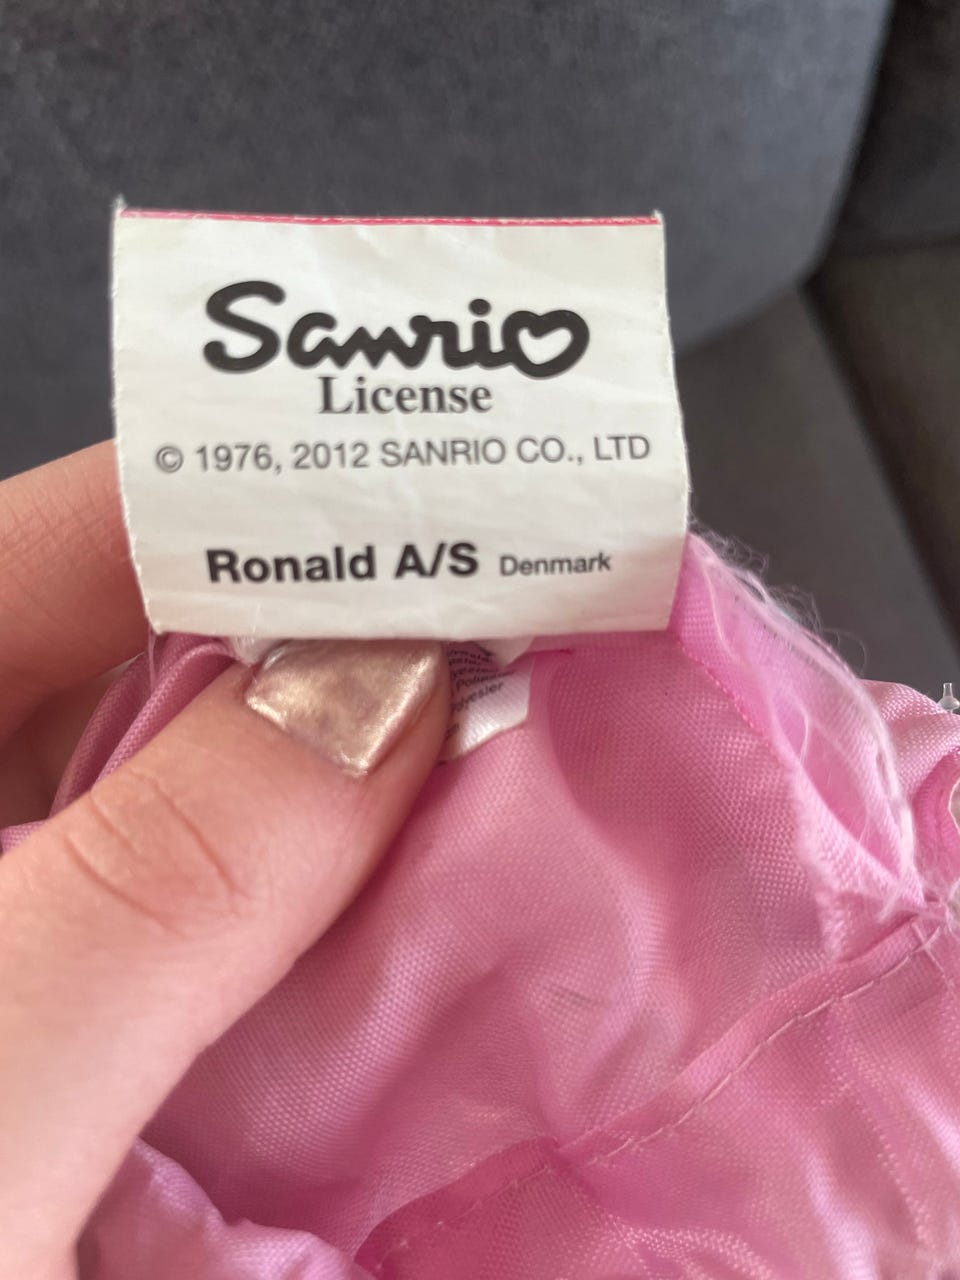 Sanrio
License
© 1976, 2012 SANRIO CO., LTD
Ronald A/S Denmark